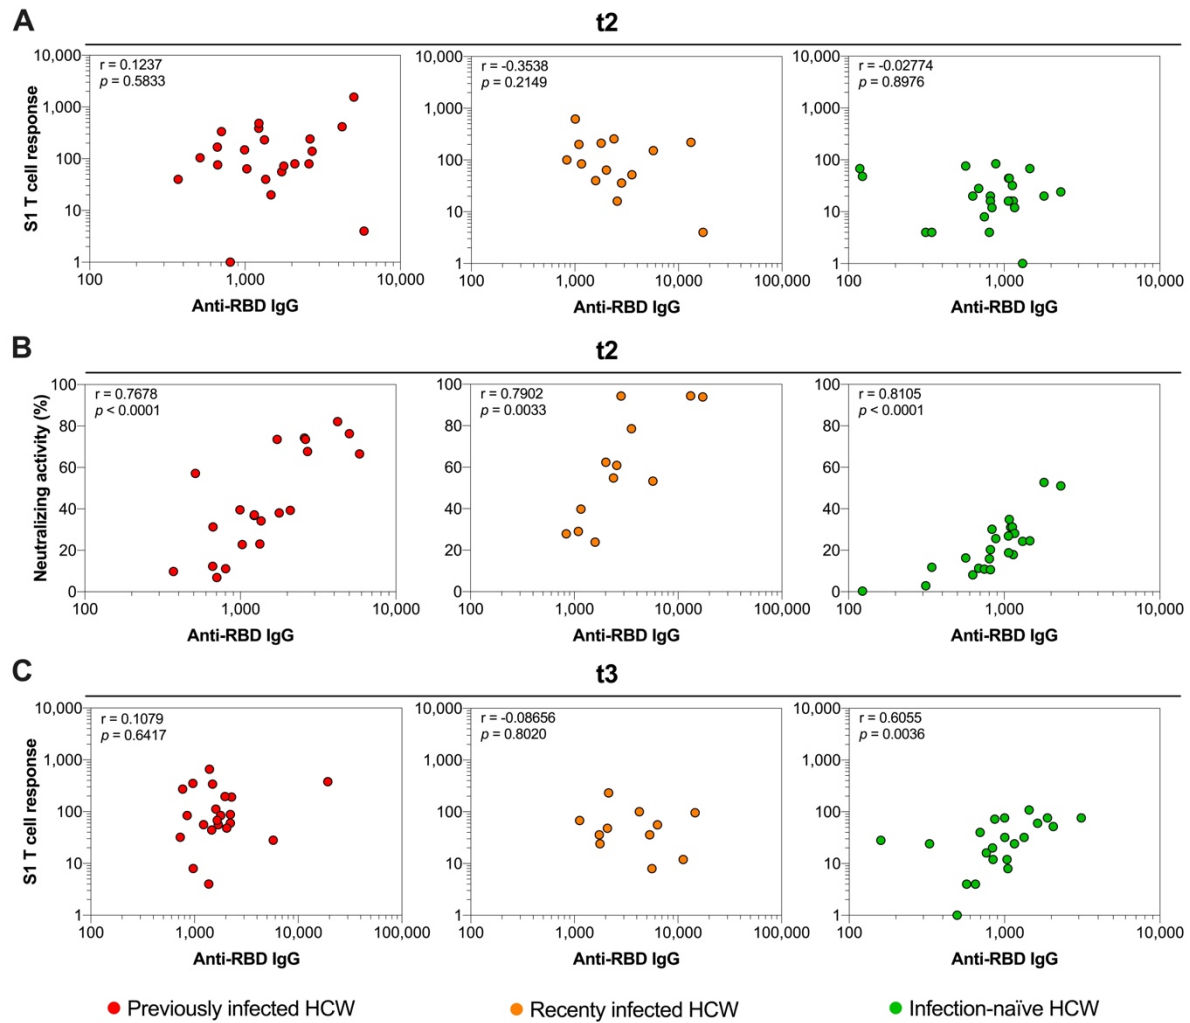 A
t2
r = 0.1237
p = 0.5833
r = -0.3538
p = 0.2149
r = -0.02774
p = 0.8976
S1 T cell response
10,000
1,000
100
10
1
10,000
1,000
100
10
1
10,000
1,000
100
10
1
100 1,000 10,000
100 1,000 10,000 100,000
100 1,000 10,000
Anti-RBD IgG
Anti-RBD IgG
Anti-RBD IgG
B
t2
r = 0.7678
p < 0.0001
r = 0.7902
p = 0.0033
r = 0.8105
p < 0.0001
Neutralizing activity (%)
100
80
60
40
20
0
100
80
60
40
20
0
100
80
60
40
20
0
100 1,000 10,000
100 1,000 10,000 100,000
100 1,000 10,000
Anti-RBD IgG
Anti-RBD IgG
Anti-RBD IgG
C
t3
r = 0.1079
p = 0.6417
r = -0.08656
p = 0.8020
r = 0.6055
p = 0.0036
S1 T cell response
10,000
1,000
100
10
1
10,000
1,000
100
10
1
10,000
1,000
100
10
1
100 1,000 10,000 100,000
100 1,000 10,000 100,000
100 1,000 10,000
Anti-RBD IgG
Anti-RBD IgG
Anti-RBD IgG
Previously infected HCW
Recenty infected HCW
Infection-naïve HCW